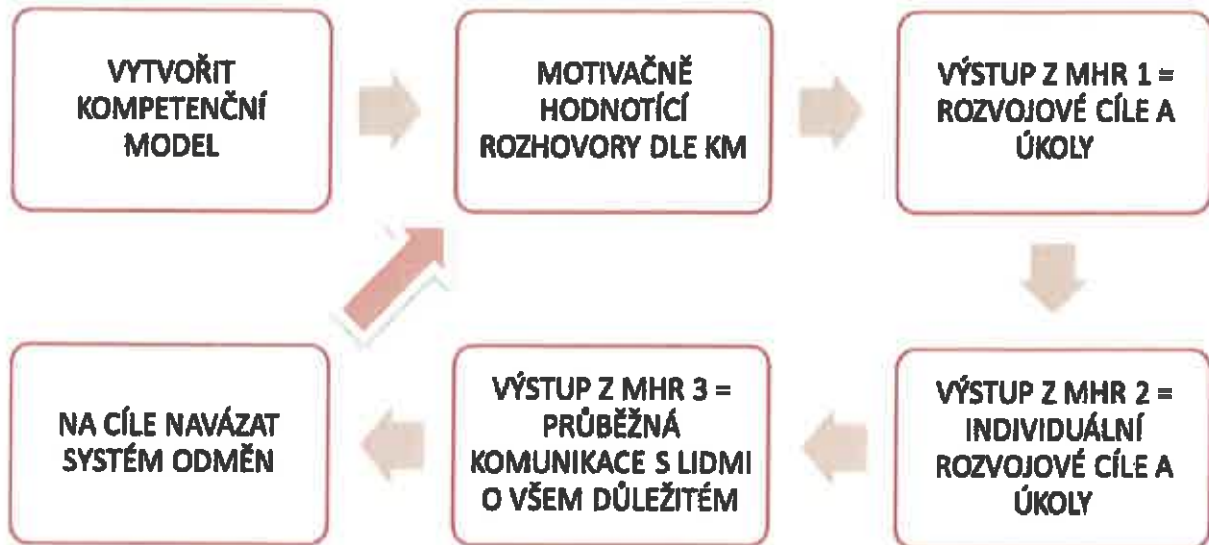 VYTVOŘIT
KOMPETENČNÍ
MODEL
MOTIVAČNĚ
HODNOTÍCÍ
ROZHOVORY DLE KM
VÝSTUP Z MHR 1 =
ROZVOJOVÉ CÍLE A
ÚKOLY
VÝSTUP Z MHR 2 =
INDIVIDUÁLNÍ
ROZVOJOVÉ CÍLE A
ÚKOLY
VÝSTUP Z MHR 3 =
PRŮBĚŽNÁ
KOMUNIKACE S LIDMI
O VŠEM DŮLEŽITÉM
NA CÍLE NAVÁZAT
SYSTÉM ODMĚN